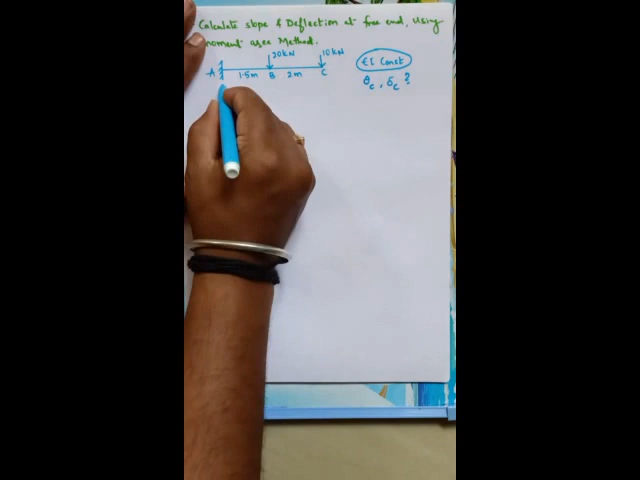 Calculate slope & Deflection at free end, Using
moment area Method.
20kN 10kN
A 1.5m B 2m C
EI Const
θc, δc ?